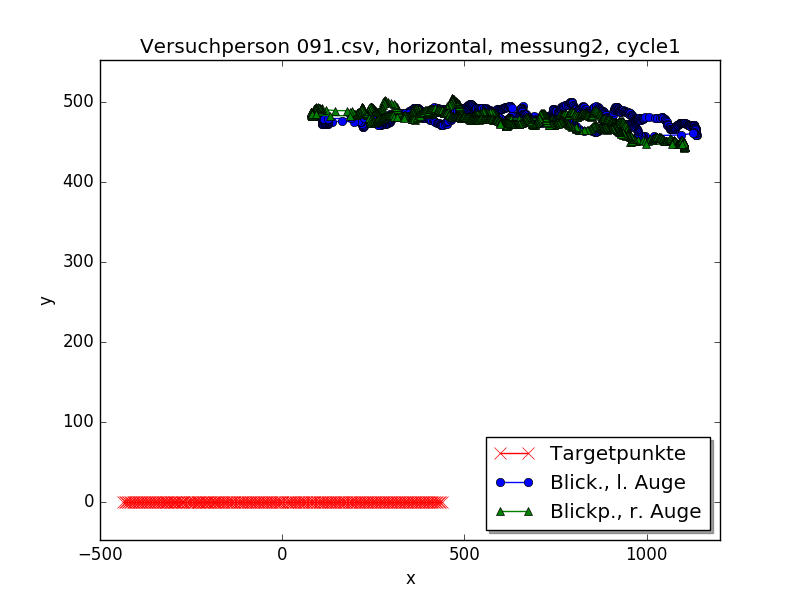 Versuchperson 091.csv, horizontal, messung2, cycle1
500
400
300
200
100
0
y
−500
0
500
1000
x
Targetpunkte
Blick., l. Auge
Blickp., r. Auge